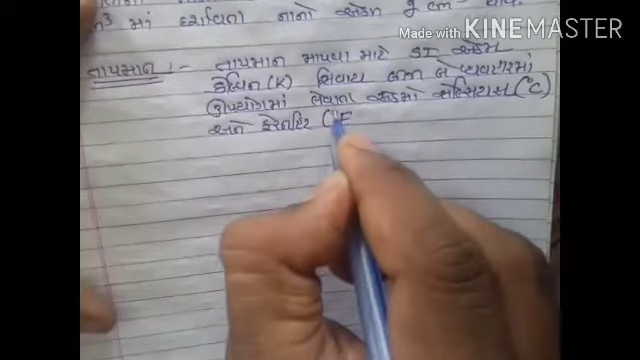 Made with KINEMASTER
માં દર્શાવતા નાનો એકમ
તાપમાન :- તાપમાન માપવા માટે SI એકમ
કેલ્વિન (K) સિવાય અન્ય બે વ્યવહારમાં
ઉપયોગમાં લેવાતા એકમો સેલ્સિયસ (°C)
અને ફેરનહિટ (°F